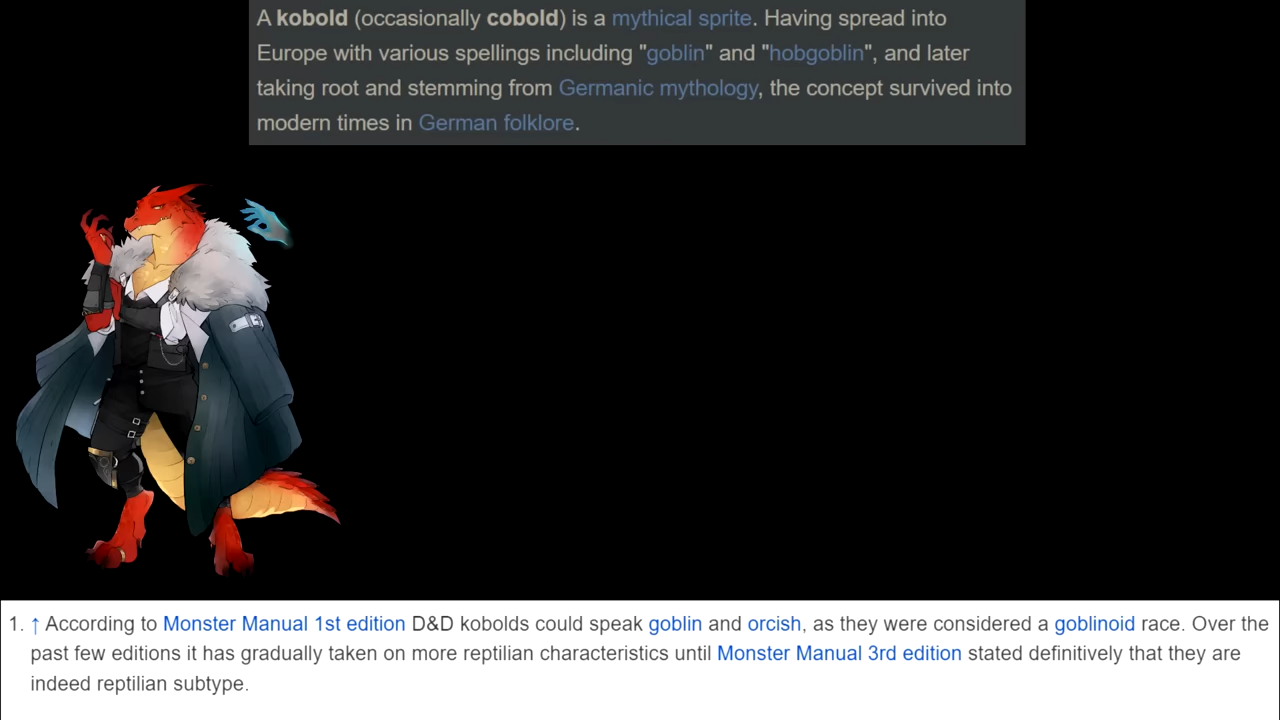 A kobold (occasionally cobold) is a mythical sprite. Having spread into
Europe with various spellings including "goblin" and "hobgoblin", and later
taking root and stemming from Germanic mythology, the concept survived into
modern times in German folklore.
1. ↑ According to Monster Manual 1st edition D&D kobolds could speak goblin and orcish, as they were considered a goblinoid race. Over the
past few editions it has gradually taken on more reptilian characteristics until Monster Manual 3rd edition stated definitively that they are
indeed reptilian subtype.